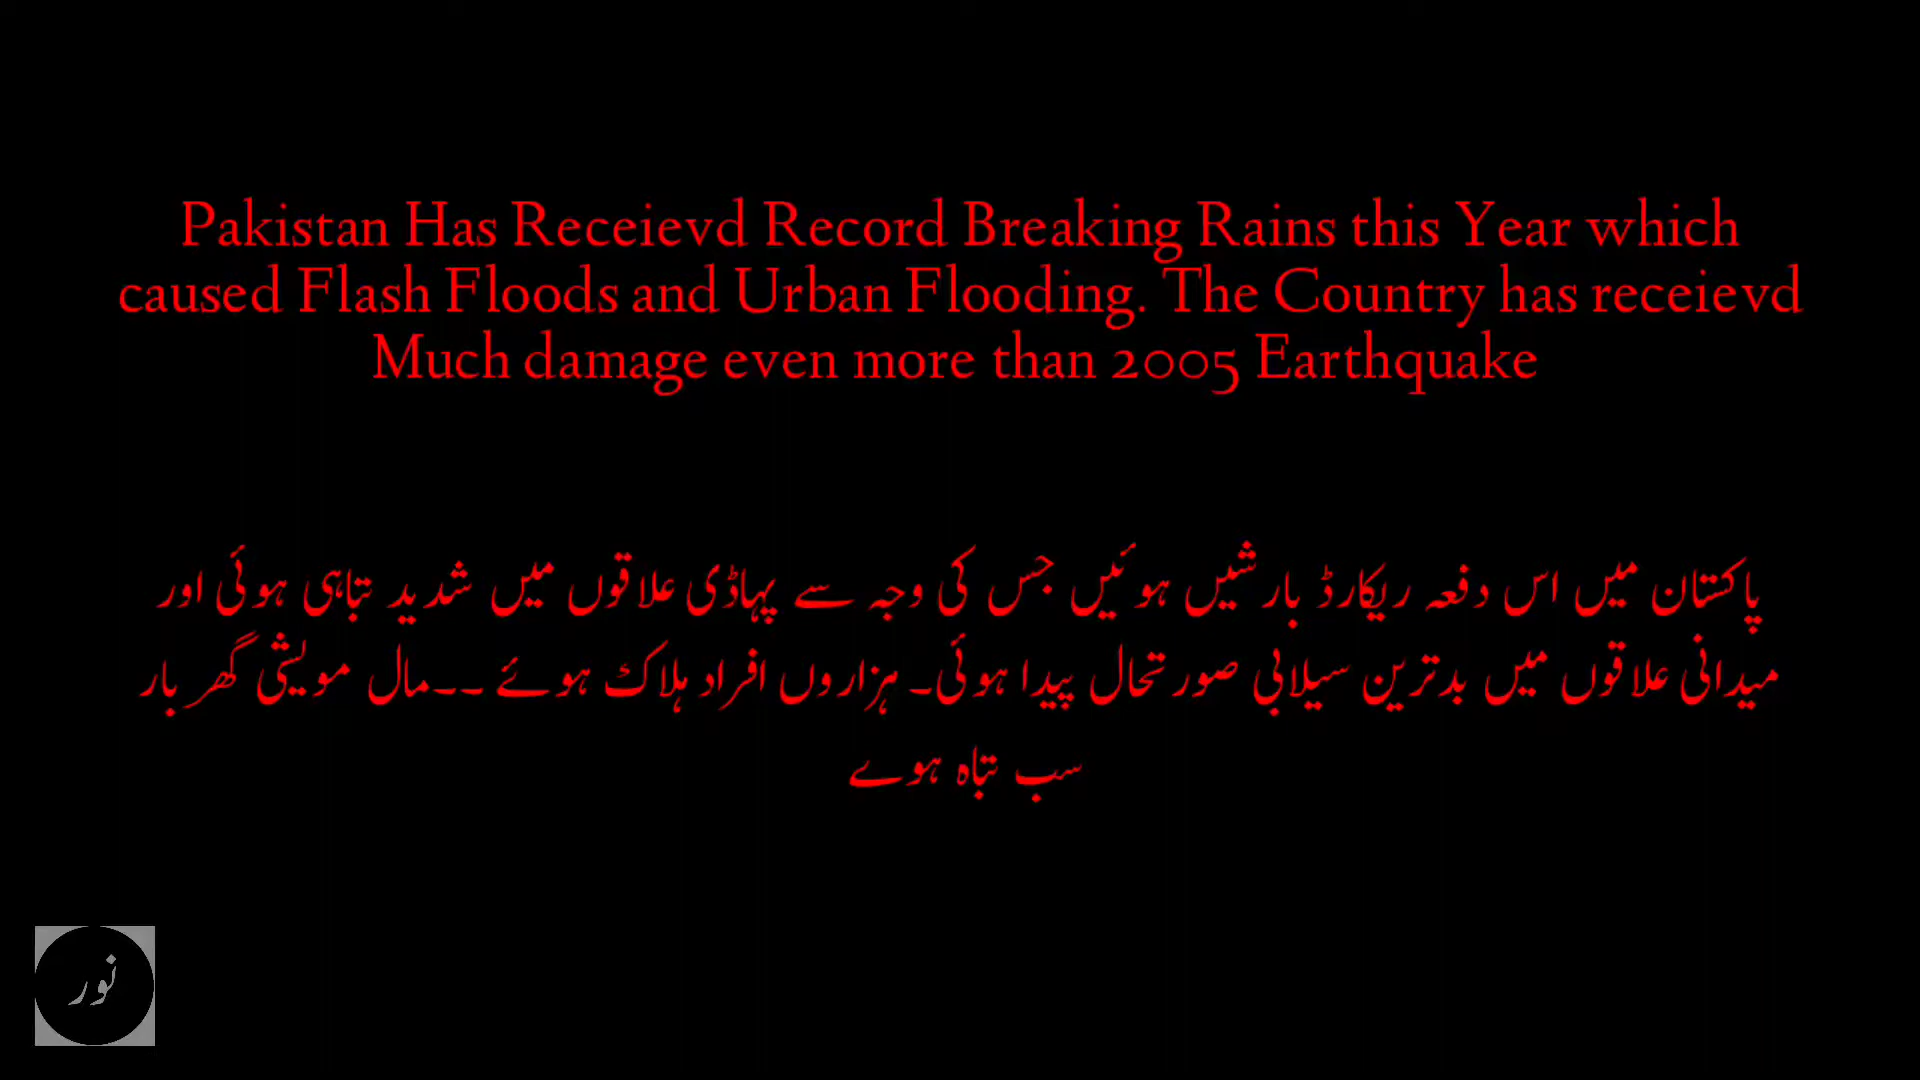 Pakistan Has Receievd Record Breaking Rains this Year which
caused Flash Floods and Urban Flooding. The Country has receievd
Much damage even more than 2005 Earthquake
پاکستان میں اس دفعہ ریکارڈ بارشیں ہوئیں جس کی وجہ سے پہاڈی علاقوں میں شدید تباہی ہوئی اور
میدانی علاقوں میں بدترین سیلابی صورتحال پیدا ہوئی۔ ہزاروں افراد ہلاک ہوئے ۔۔مال مویشی گھر بار
سب تباہ ہوے
نور